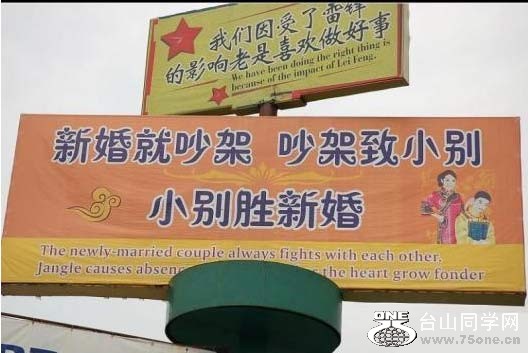 我们因受了雷锋
的影响老是喜欢做好事
We have been doing the right thing is
because of the impact of Lei Feng.
新婚就吵架 吵架致小别
小别胜新婚
The newly-married couple always fights with each other,
Jangle causes absenc the heart grow fonder
ONE 台山同学网
www.75one.cn